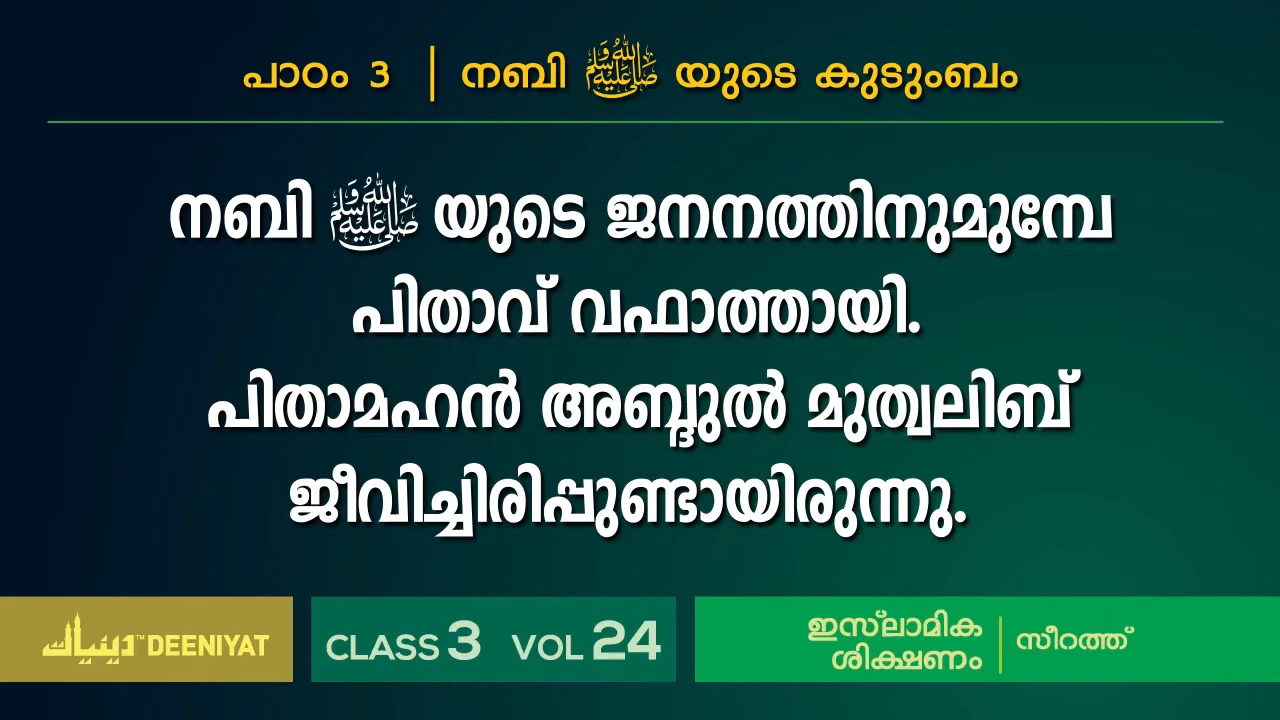 പാഠം 3 | നബി ﷺ യുടെ കുടുംബം
നബി ﷺ യുടെ ജനനത്തിനുമുമ്പേ
പിതാവ് വഫാത്തായി.
പിതാമഹൻ അബ്ദുൽ മുത്വലിബ്
ജീവിച്ചിരിപ്പുണ്ടായിരുന്നു.
دینیات™ DEENIYAT
CLASS 3 VOL 24
ഇസ്‌ലാമിക
ശിക്ഷണം
സീറത്ത്